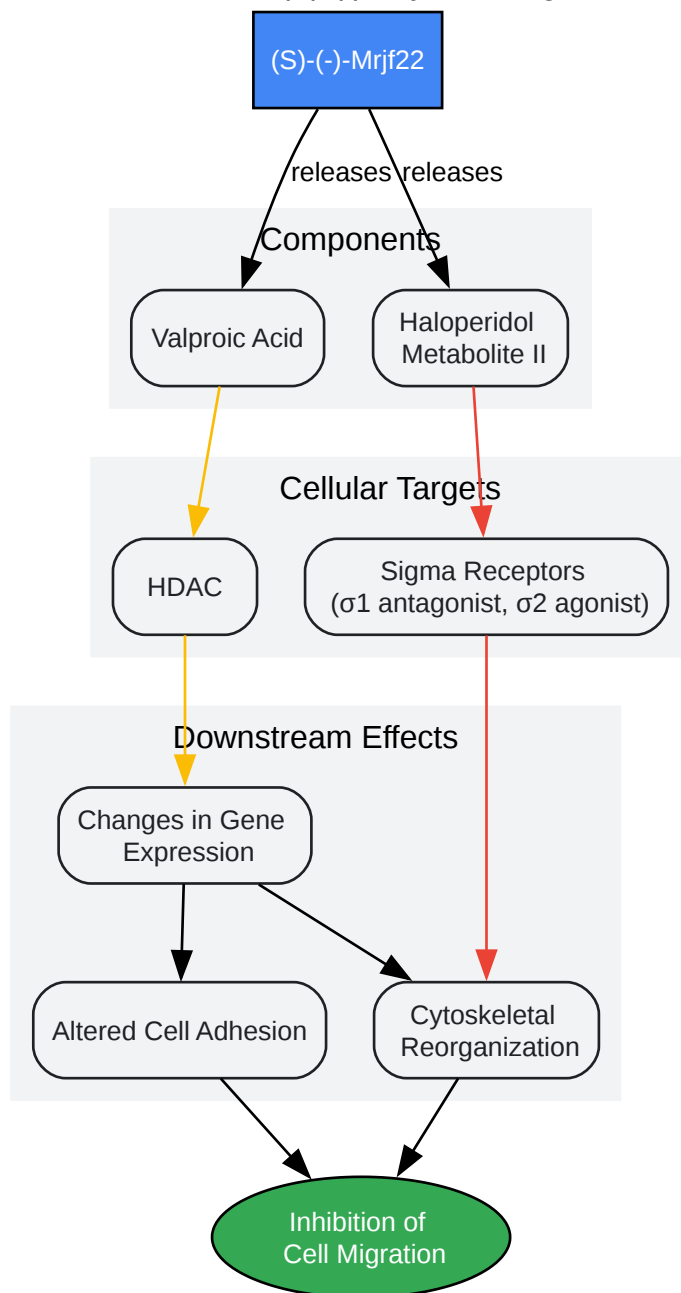 (S)-(-)-Mrjf22
releases releases
Components
Valproic Acid
Haloperidol
Metabolite II
Cellular Targets
HDAC
Sigma Receptors
(σ1 antagonist, σ2 agonist)
Downstream Effects
Changes in Gene
Expression
Altered Cell Adhesion
Cytoskeletal
Reorganization
Inhibition of
Cell Migration